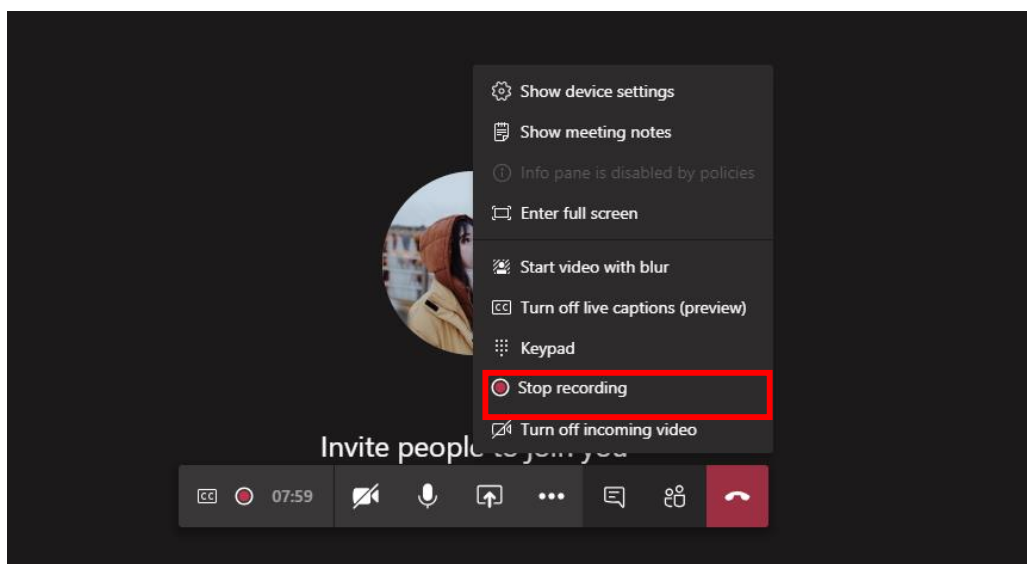 Show device settings
Show meeting notes
Info pane is disabled by policies
Enter full screen
Start video with blur
CC Turn off live captions (preview)
Keypad
Stop recording
Turn off incoming video
Invite people to join you
CC 07:59